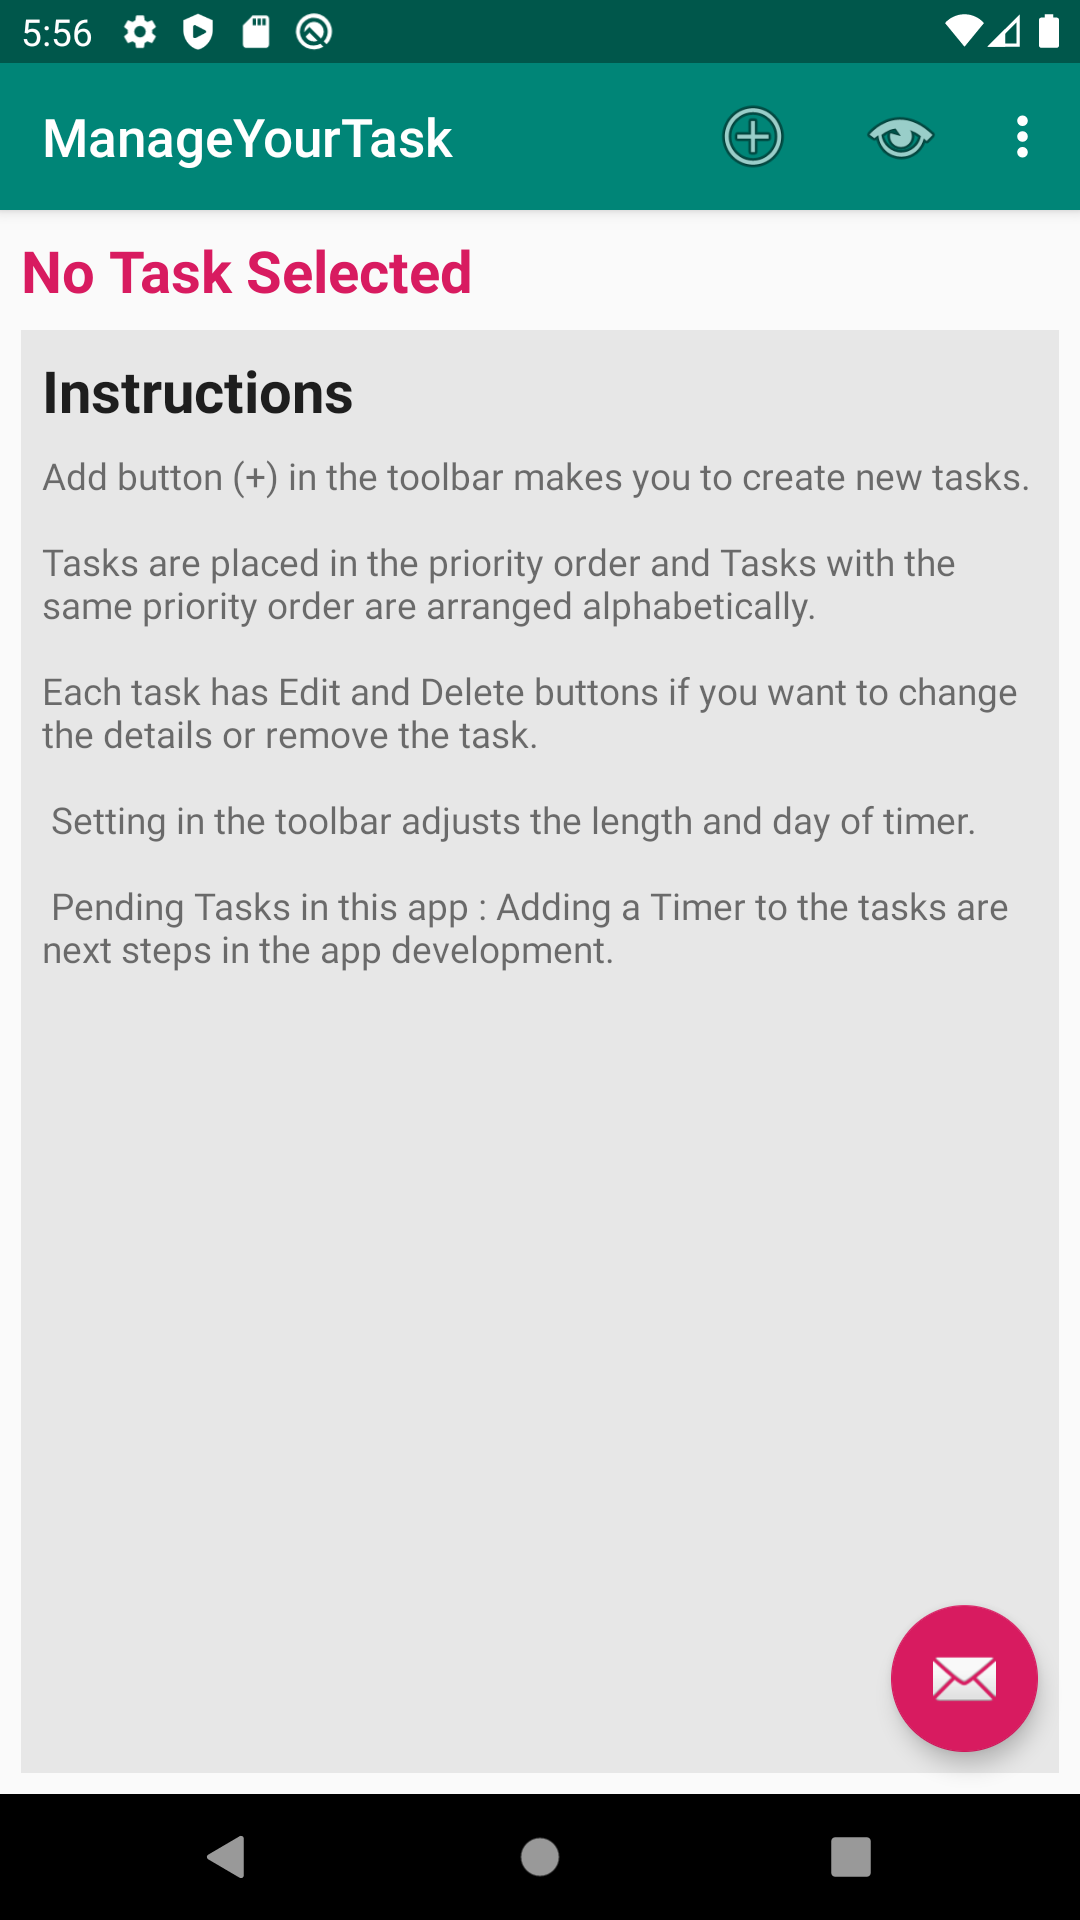 5:56
ManageYourTask
No Task Selected
Instructions
Add button (+) in the toolbar makes you to create new tasks.
Tasks are placed in the priority order and Tasks with the
same priority order are arranged alphabetically.
Each task has Edit and Delete buttons if you want to change
the details or remove the task.
Setting in the toolbar adjusts the length and day of timer.
Pending Tasks in this app : Adding a Timer to the tasks are
next steps in the app development.